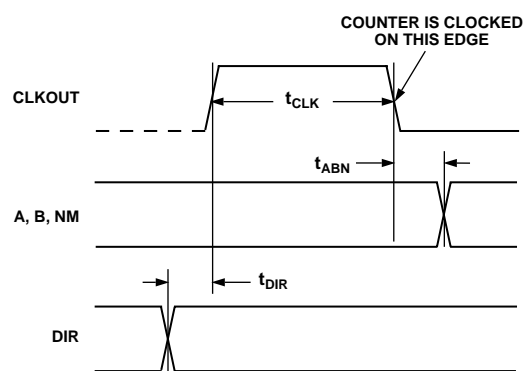 COUNTER IS CLOCKED
ON THIS EDGE
CLKOUT
tCLK
tABN
A, B, NM
tDIR
DIR